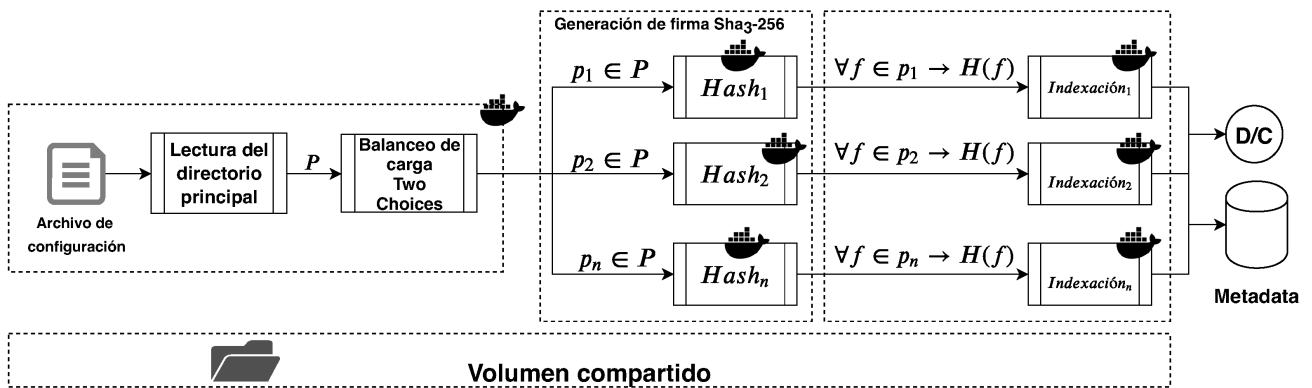 Generación de firma Sha3-256
Archivo de
configuración
Lectura del
directorio
principal
P
Balanceo de
carga
Two
Choices
p₁ ∈ P
Hash₁
∀f ∈ p₁ → H(f)
Indexación₁
p₂ ∈ P
Hash₂
∀f ∈ p₂ → H(f)
Indexación₂
pₙ ∈ P
Hashₙ
∀f ∈ pₙ → H(f)
Indexaciónₙ
D/C
Metadata
Volumen compartido